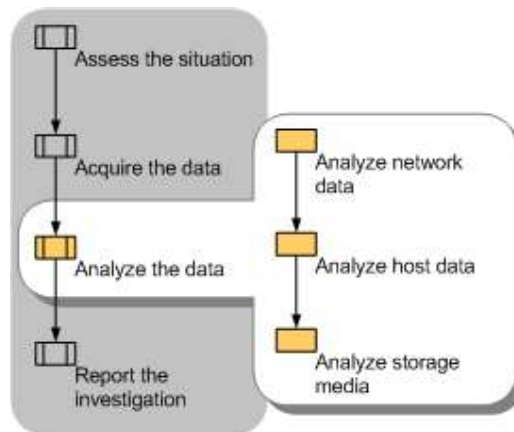 Assess the situation
Acquire the data
Analyze the data
Report the
investigation
Analyze network
data
Analyze host data
Analyze storage
media